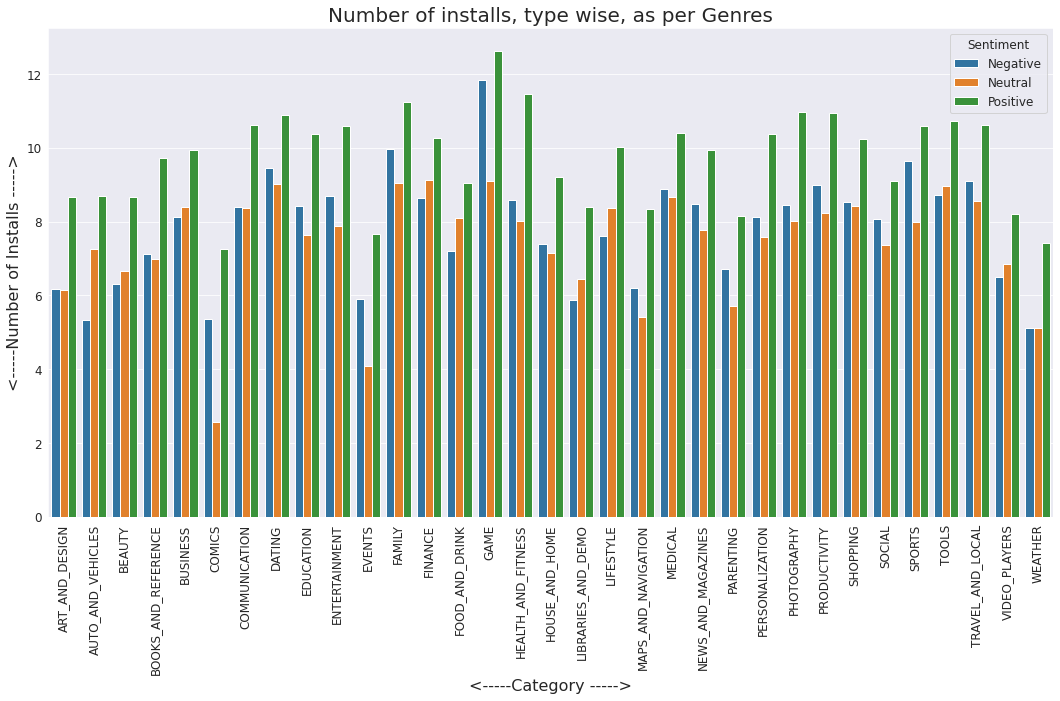 Number of installs, type wise, as per Genres
Sentiment
Negative
Neutral
Positive
<-----Number of Installs ----->
12
10
8
6
4
2
0
ART_AND_DESIGN
AUTO_AND_VEHICLES
BEAUTY
BOOKS_AND_REFERENCE
BUSINESS
COMICS
COMMUNICATION
DATING
EDUCATION
ENTERTAINMENT
EVENTS
FAMILY
FINANCE
FOOD_AND_DRINK
GAME
HEALTH_AND_FITNESS
HOUSE_AND_HOME
LIBRARIES_AND_DEMO
LIFESTYLE
MAPS_AND_NAVIGATION
MEDICAL
NEWS_AND_MAGAZINES
PARENTING
PERSONALIZATION
PHOTOGRAPHY
PRODUCTIVITY
SHOPPING
SOCIAL
SPORTS
TOOLS
TRAVEL_AND_LOCAL
VIDEO_PLAYERS
WEATHER
<-----Category ----->